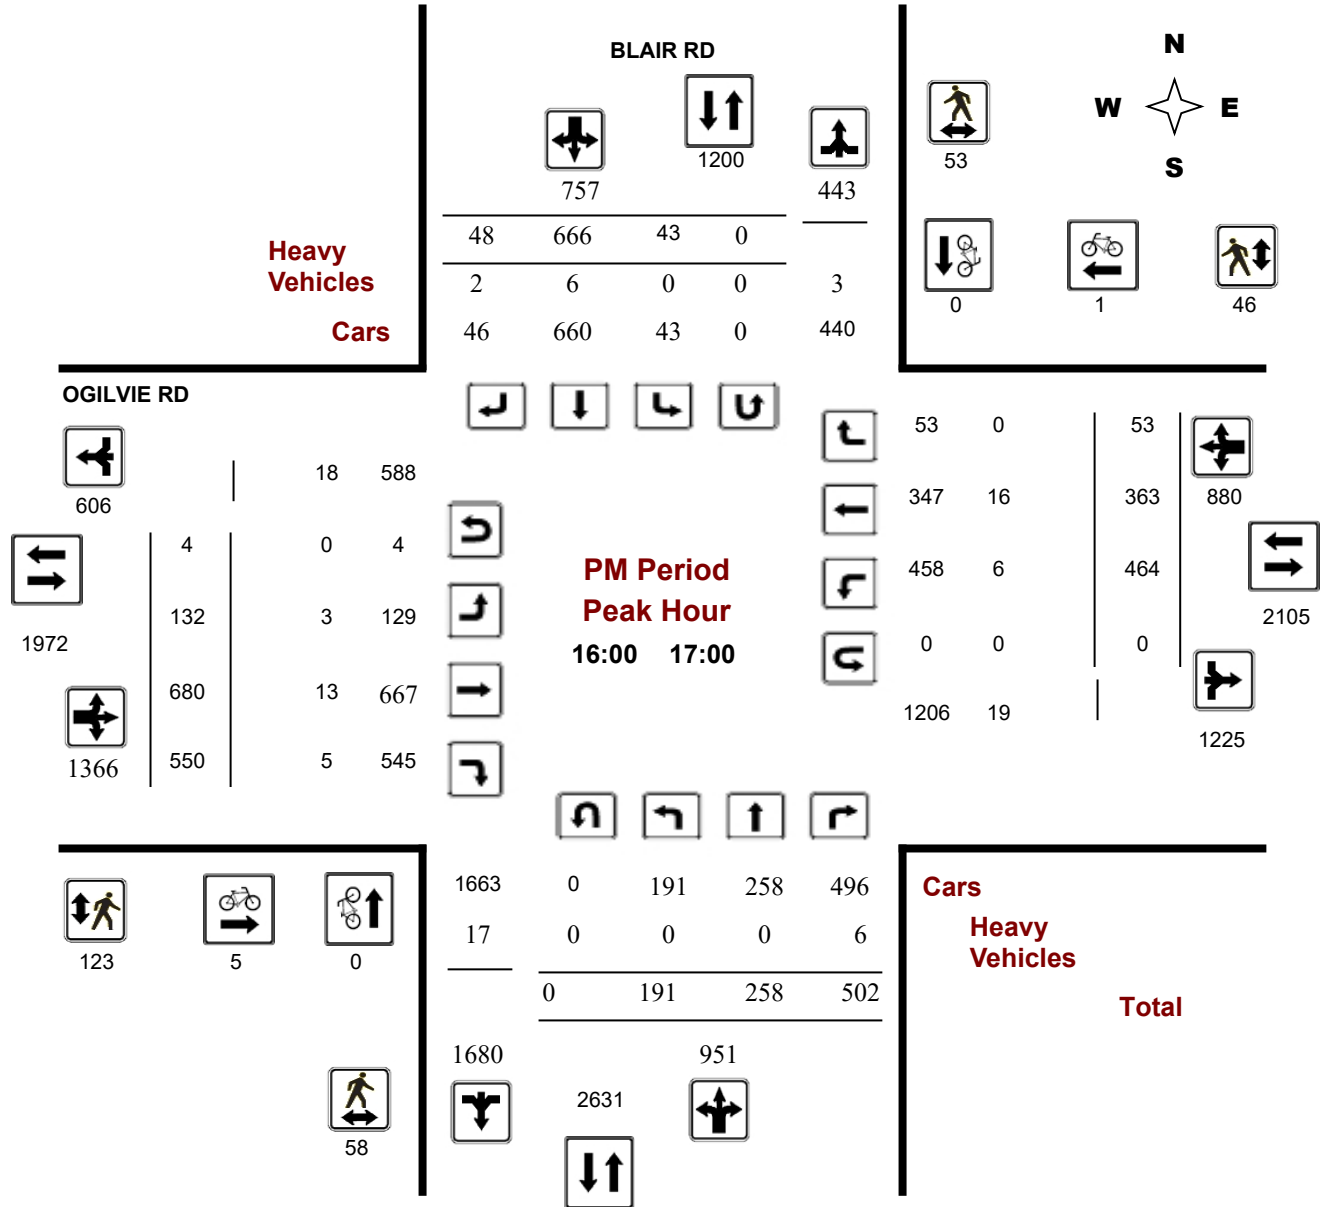 BLAIR RD
N
W E
S
1200
53
757
443
48 666 43 0
Heavy
Vehicles
2 6 0 0 3
0 1 46
Cars
46 660 43 0 440
OGILVIE RD
53 0 53
18 588
606
347 16 363 880
4 0 4
PM Period
Peak Hour
458 6 464
132 3 129
2105
1972
16:00 17:00
0 0 0
680 13 667
1206 19
1225
1366
550 5 545
1663 0 191 258 496
Cars
17 0 0 0 6
Heavy
Vehicles
123 5 0
0 191 258 502
Total
1680 951
2631
58